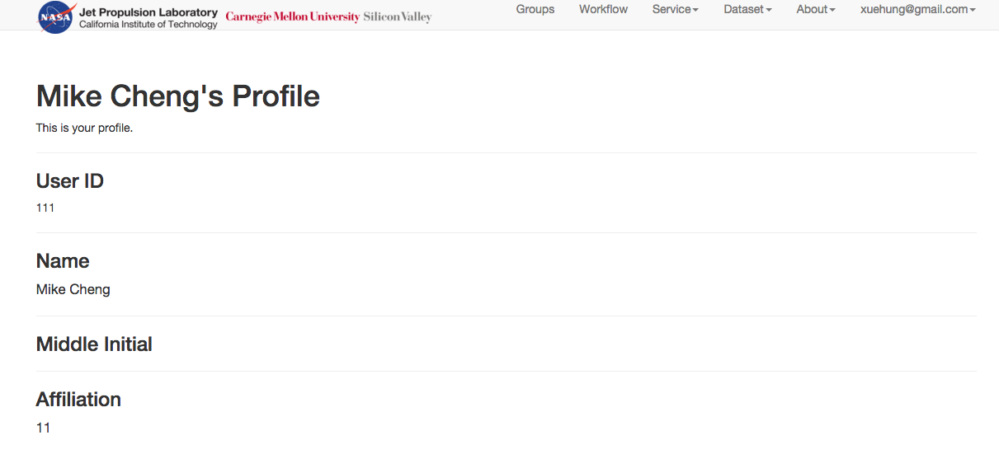 NASA
Jet Propulsion Laboratory
California Institute of Technology
Carnegie Mellon University Silicon Valley
Groups Workflow Service Dataset About xuehung@gmail.com
Mike Cheng's Profile
This is your profile.
User ID
111
Name
Mike Cheng
Middle Initial
Affiliation
11